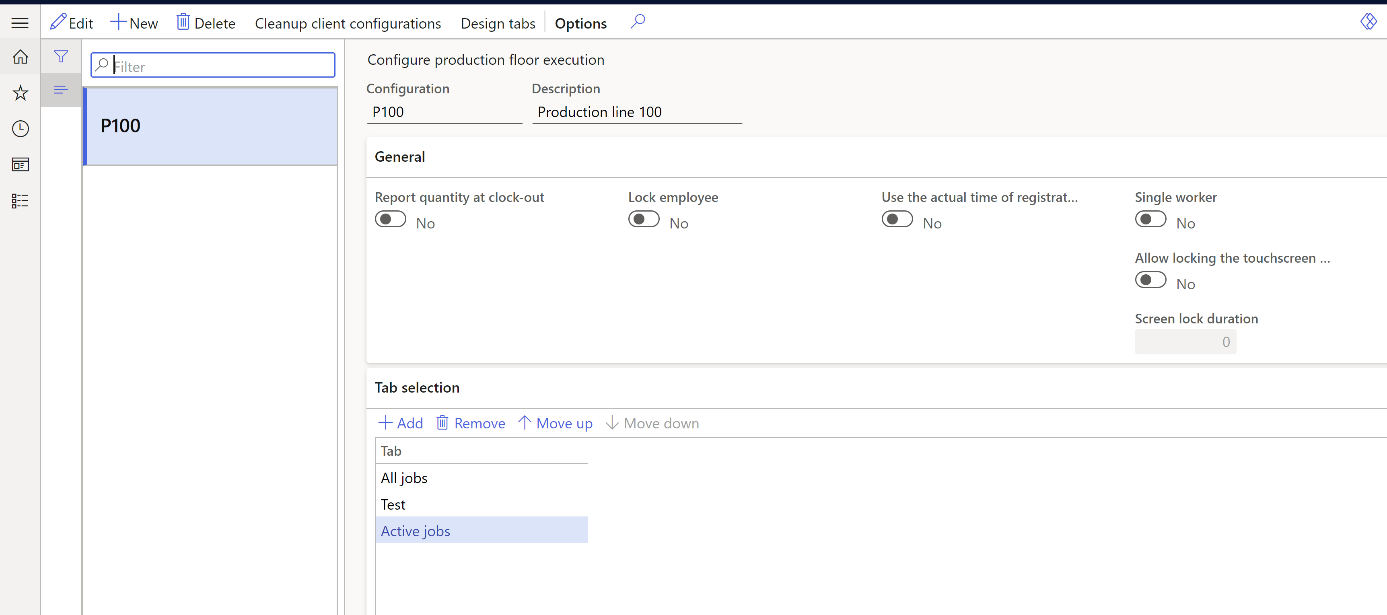 Edit New Delete Cleanup client configurations Design tabs Options
Filter
P100
Configure production floor execution
Configuration Description
P100 Production line 100
General
Report quantity at clock-out Lock employee Use the actual time of registrat... Single worker
No No No No
Allow locking the touchscreen ...
No
Screen lock duration
0
Tab selection
Add Remove Move up Move down
Tab
All jobs
Test
Active jobs